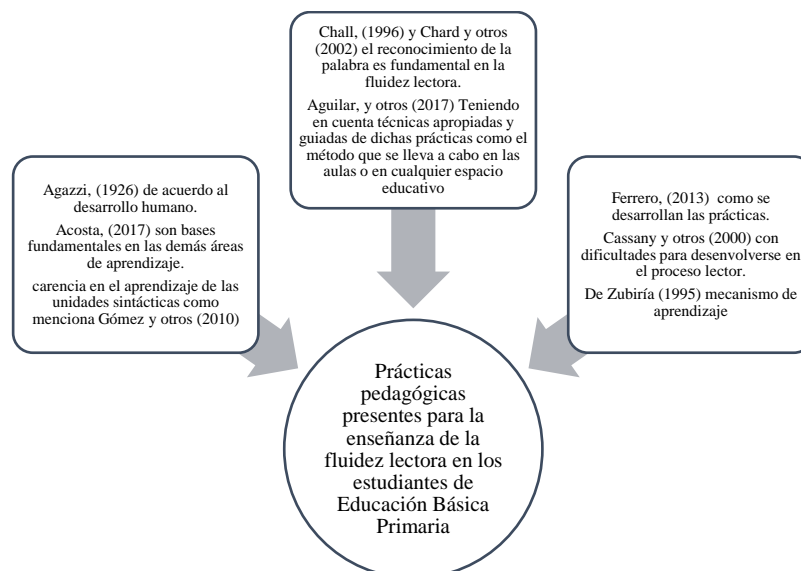 Chall, (1996) y Chard y otros
(2002) el reconocimiento de la
palabra es fundamental en la
fluidez lectora.
Aguilar, y otros (2017) Teniendo
en cuenta técnicas apropiadas y
guiadas de dichas prácticas como el
método que se lleva a cabo en las
aulas o en cualquier espacio
educativo
Agazzi, (1926) de acuerdo al
desarrollo humano.
Acosta, (2017) son bases
fundamentales en las demás
áreas de aprendizaje.
carencia en el aprendizaje de las
unidades sintácticas como
menciona Gómez y otros (2010)
Ferrero, (2013) como se
desarrollan las prácticas.
Cassany y otros (2000) con
dificultades para desenvolverse en
el proceso lector.
De Zubiría (1995) mecanismo de
aprendizaje
Prácticas
pedagógicas
presentes para la
enseñanza de la
fluidez lectora en los
estudiantes de
Educación Básica
Primaria